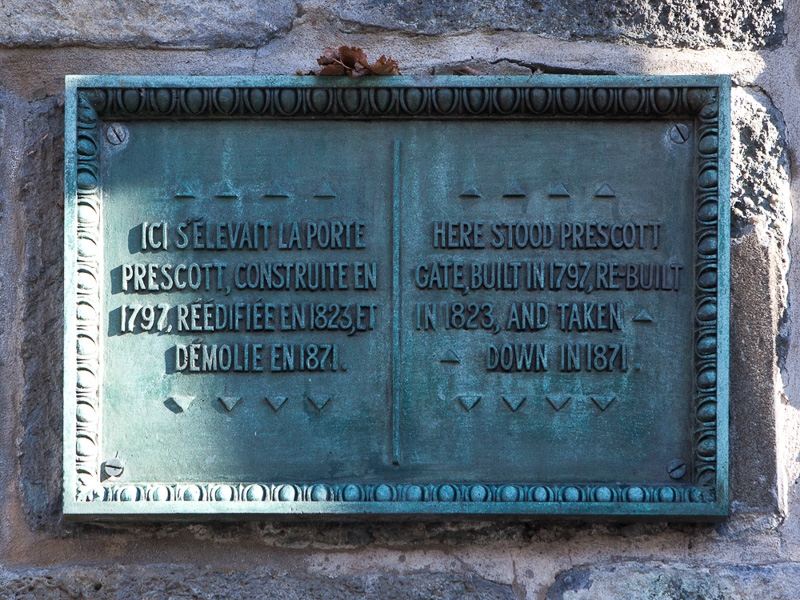 ICI S'ÉLEVAIT LA PORTE
PRESCOTT, CONSTRUITE EN
1797, RÉÉDIFIÉE EN 1823, ET
DÉMOLIE EN 1871.
HERE STOOD PRESCOTT
GATE, BUILT IN 1797, RE-BUILT
IN 1823, AND TAKEN
DOWN IN 1871.